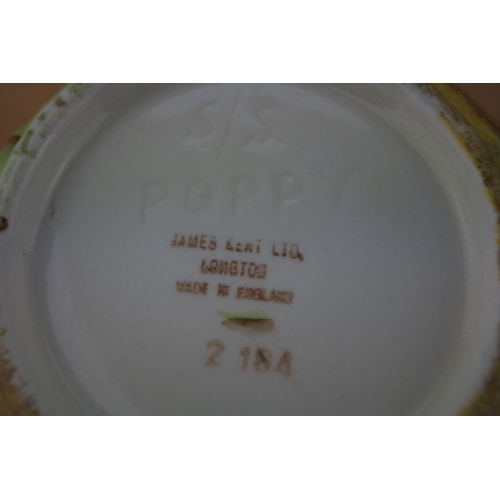 S/S.
POPPY
JAMES KENT LTD,
LONGTON
MADE IN ENGLAND
2 184